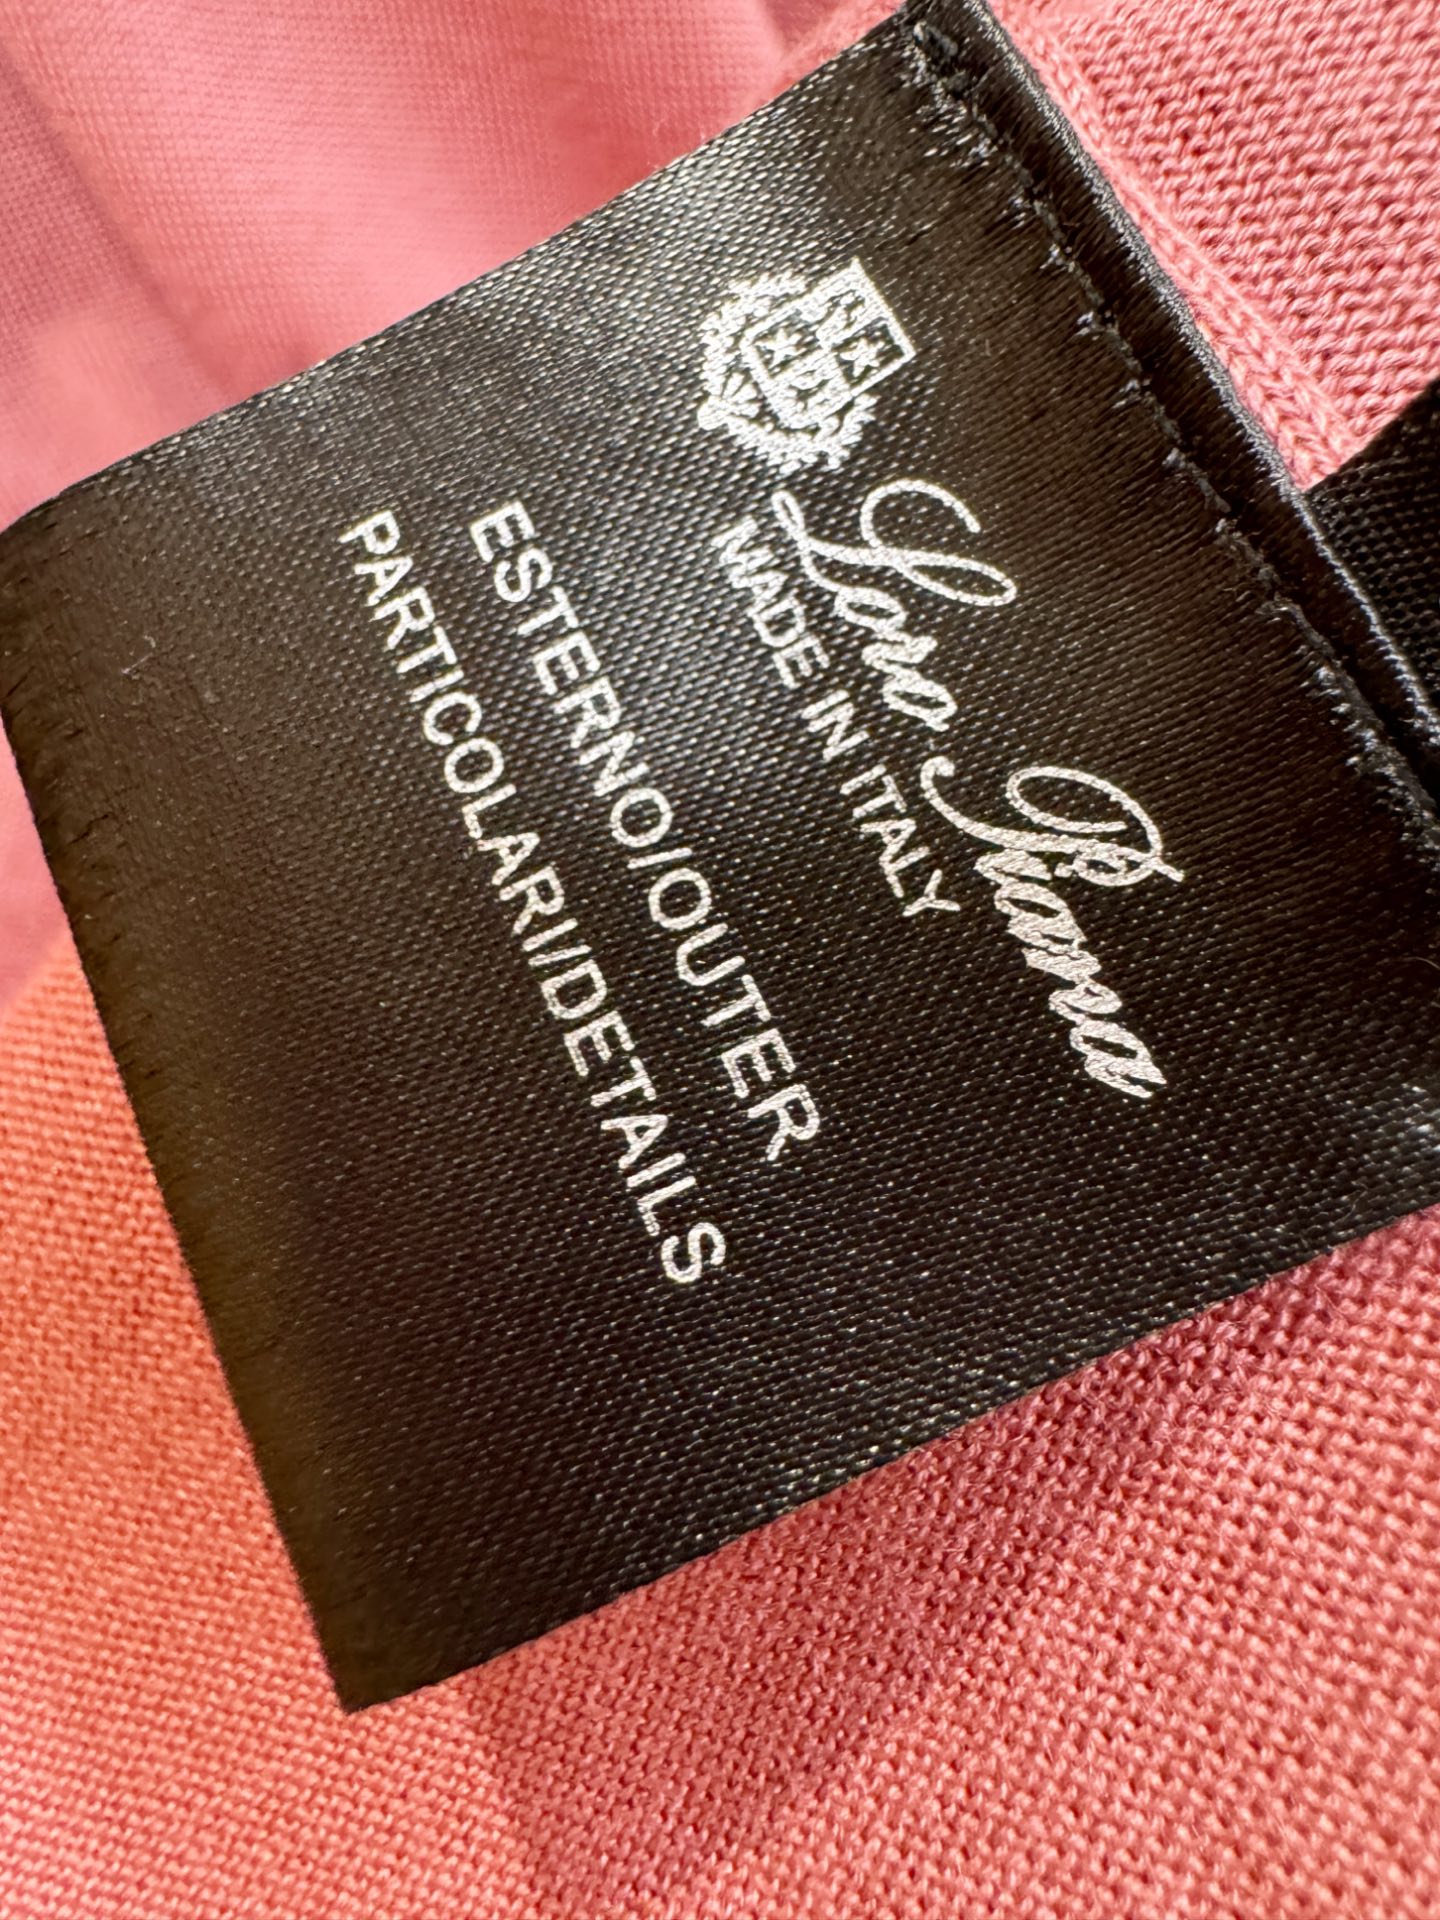 Loro Piana
MADE IN ITALY
ESTERNO/OUTER
PARTICOLARI/DETAILS